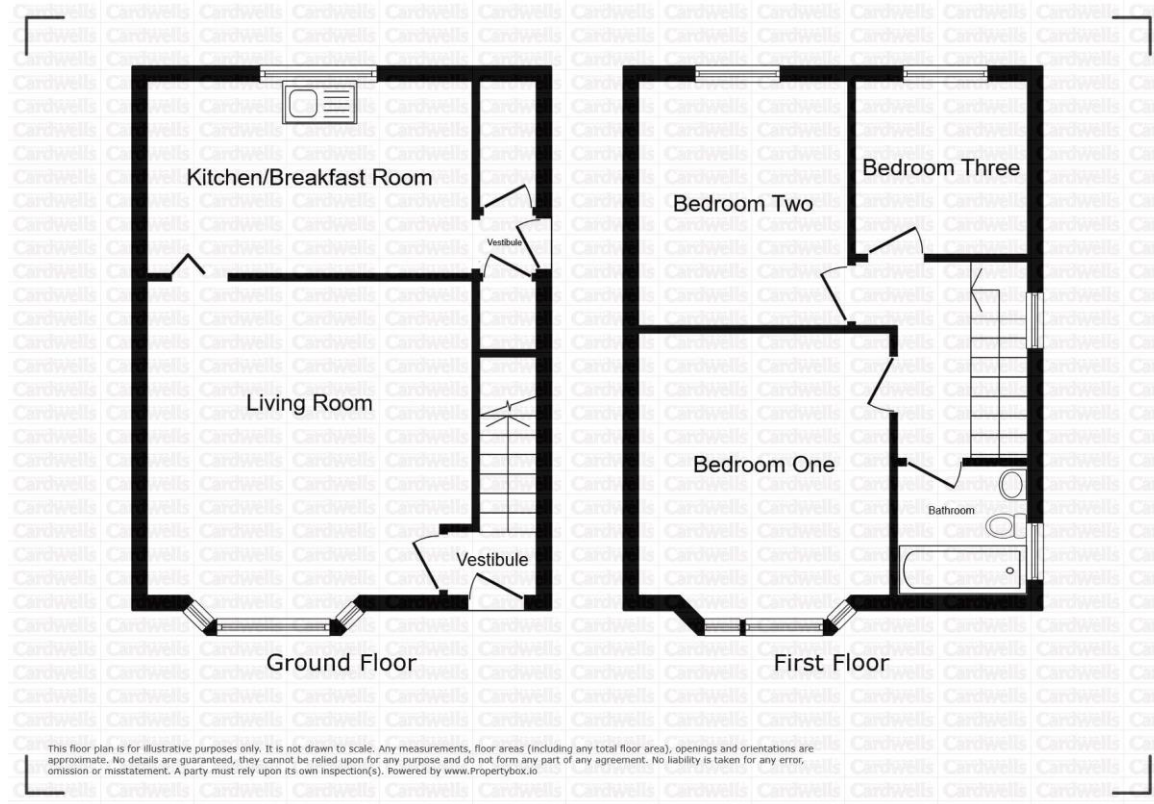 Kitchen/Breakfast Room
Vestibule
Living Room
Vestibule
Ground Floor
Bedroom Two
Bedroom Three
Bedroom One
Bathroom
First Floor
This floor plan is for illustrative purposes only. It is not drawn to scale. Any measurements, floor areas (including any total floor area), openings and orientations are
approximate. No details are guaranteed, they cannot be relied upon for any purpose and do not form any part of any agreement. No liability is taken for any error,
omission or misstatement. A party must rely upon its own inspection(s). Powered by www.Propertybox.io
Cardwells